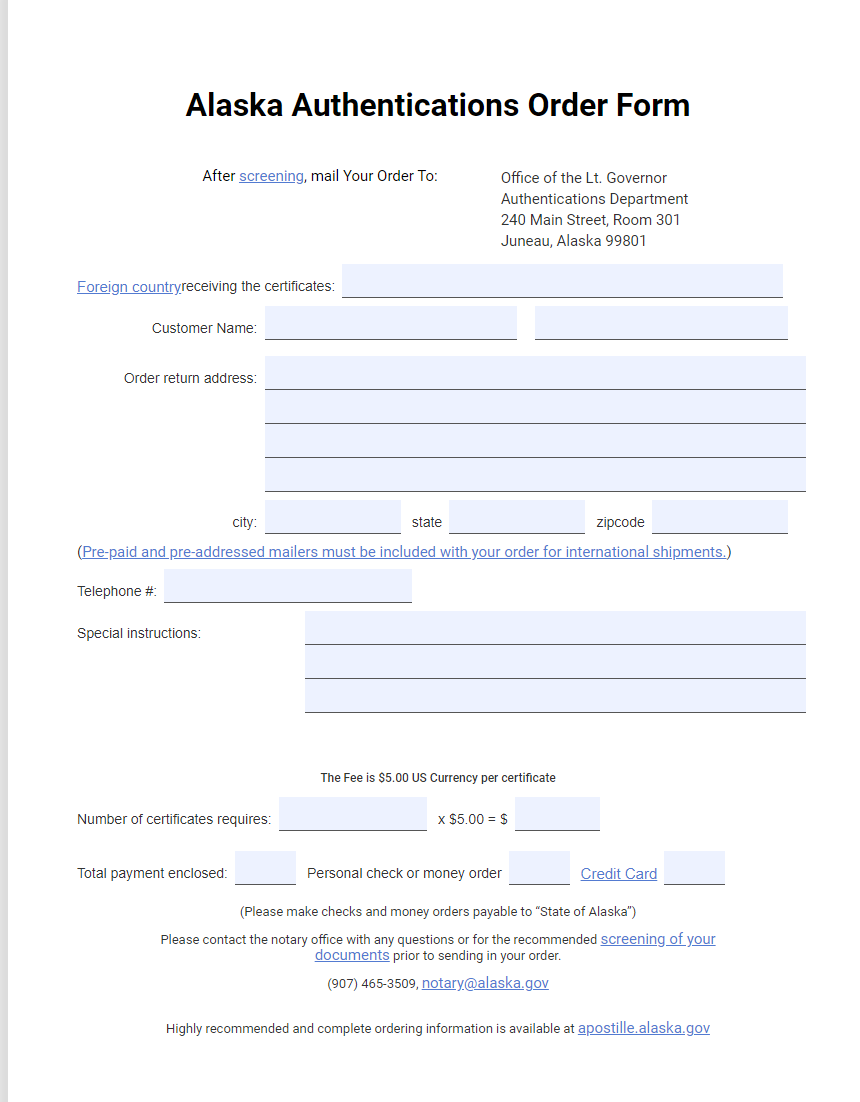 Alaska Authentications Order Form
After screening, mail Your Order To:
Office of the Lt. Governor
Authentications Department
240 Main Street, Room 301
Juneau, Alaska 99801
Foreign countryreceiving the certificates:
Customer Name:
Order return address:
city: state zipcode
(Pre-paid and pre-addressed mailers must be included with your order for international shipments.)
Telephone #:
Special instructions:
The Fee is $5.00 US Currency per certificate
Number of certificates requires: x $5.00 = $
Total payment enclosed: Personal check or money order Credit Card
(Please make checks and money orders payable to “State of Alaska”)
Please contact the notary office with any questions or for the recommended screening of your
documents prior to sending in your order.
(907) 465-3509, notary@alaska.gov
Highly recommended and complete ordering information is available at apostille.alaska.gov